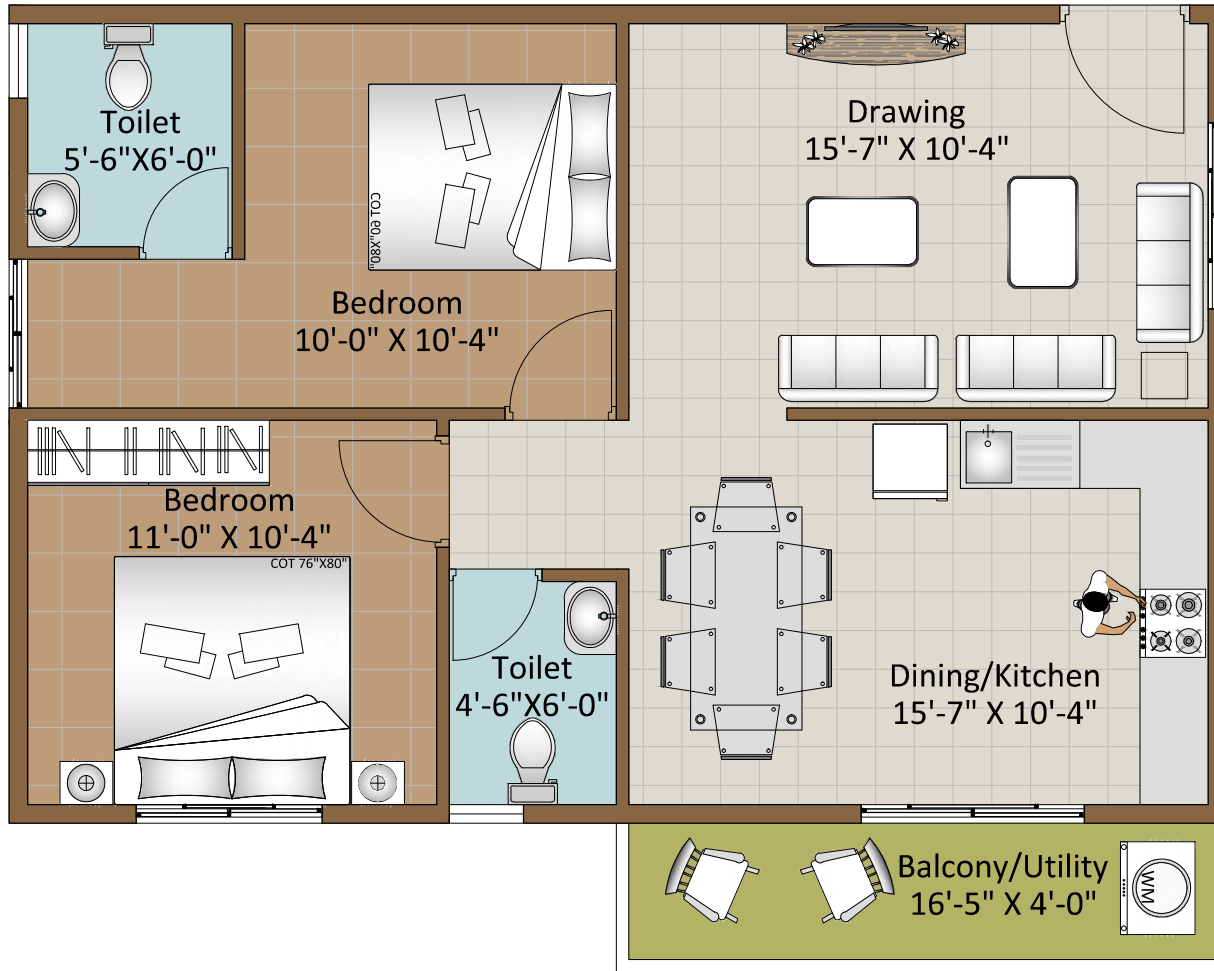 Toilet
5'-6"X6'-0"
Drawing
15'-7" X 10'-4"
COT 60"X80"
Bedroom
10'-0" X 10'-4"
Bedroom
11'-0" X 10'-4"
COT 76"X80"
Toilet
4'-6"X6'-0"
Dining/Kitchen
15'-7" X 10'-4"
Balcony/Utility
16'-5" X 4'-0"
WM